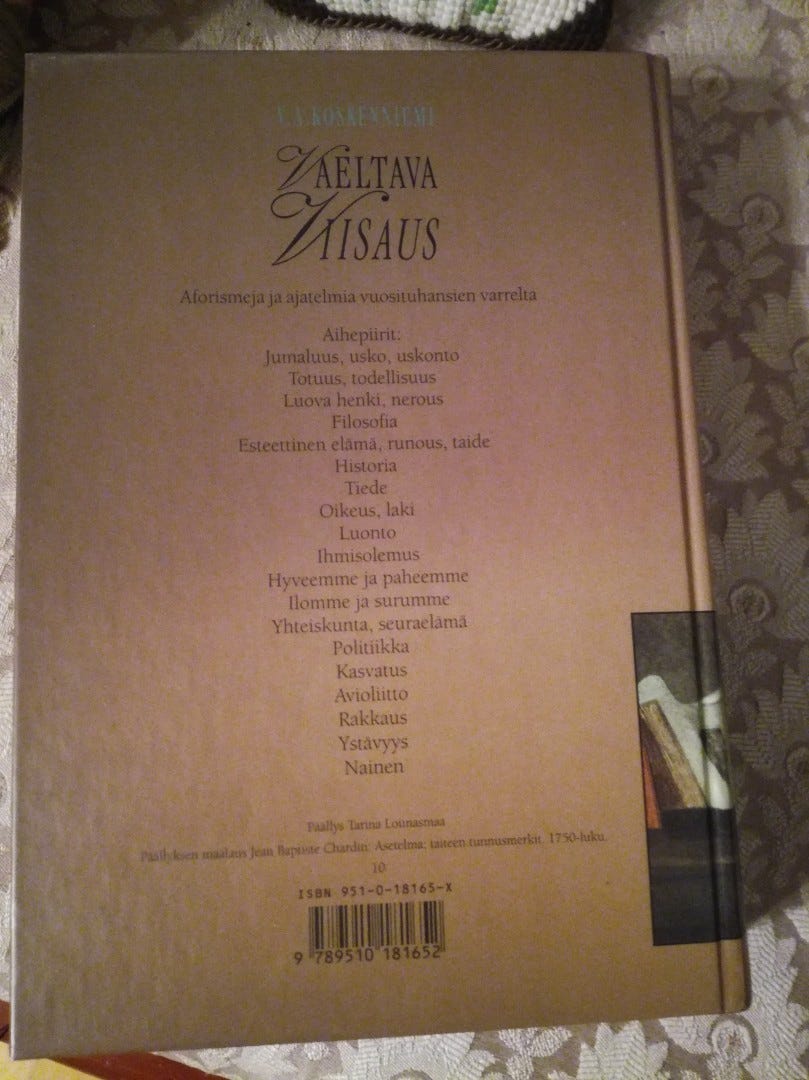 V.A KOSKENNIEMI
VAELTAVA
VIISAUS
Aforismeja ja ajatelmia vuosituhansien varrelta
Aihepiirit:
Jumaluus, usko, uskonto
Totuus, todellisuus
Luova henki, nerous
Filosofia
Esteettinen elämä, runous, taide
Historia
Tiede
Oikeus, laki
Luonto
Ihmisolemus
Hyveemme ja paheemme
Ilomme ja surumme
Yhteiskunta, seuraelämä
Politiikka
Kasvatus
Avioliitto
Rakkaus
Ystävyys
Nainen
Päällys Tarina Lounasmaa
Päällyksen maalaus Jean Baptiste Chardin: Asetelma; taiteen tunnusmerkit. 1750-luku.
10
ISBN 951-0-18165-X
9 789510 181652